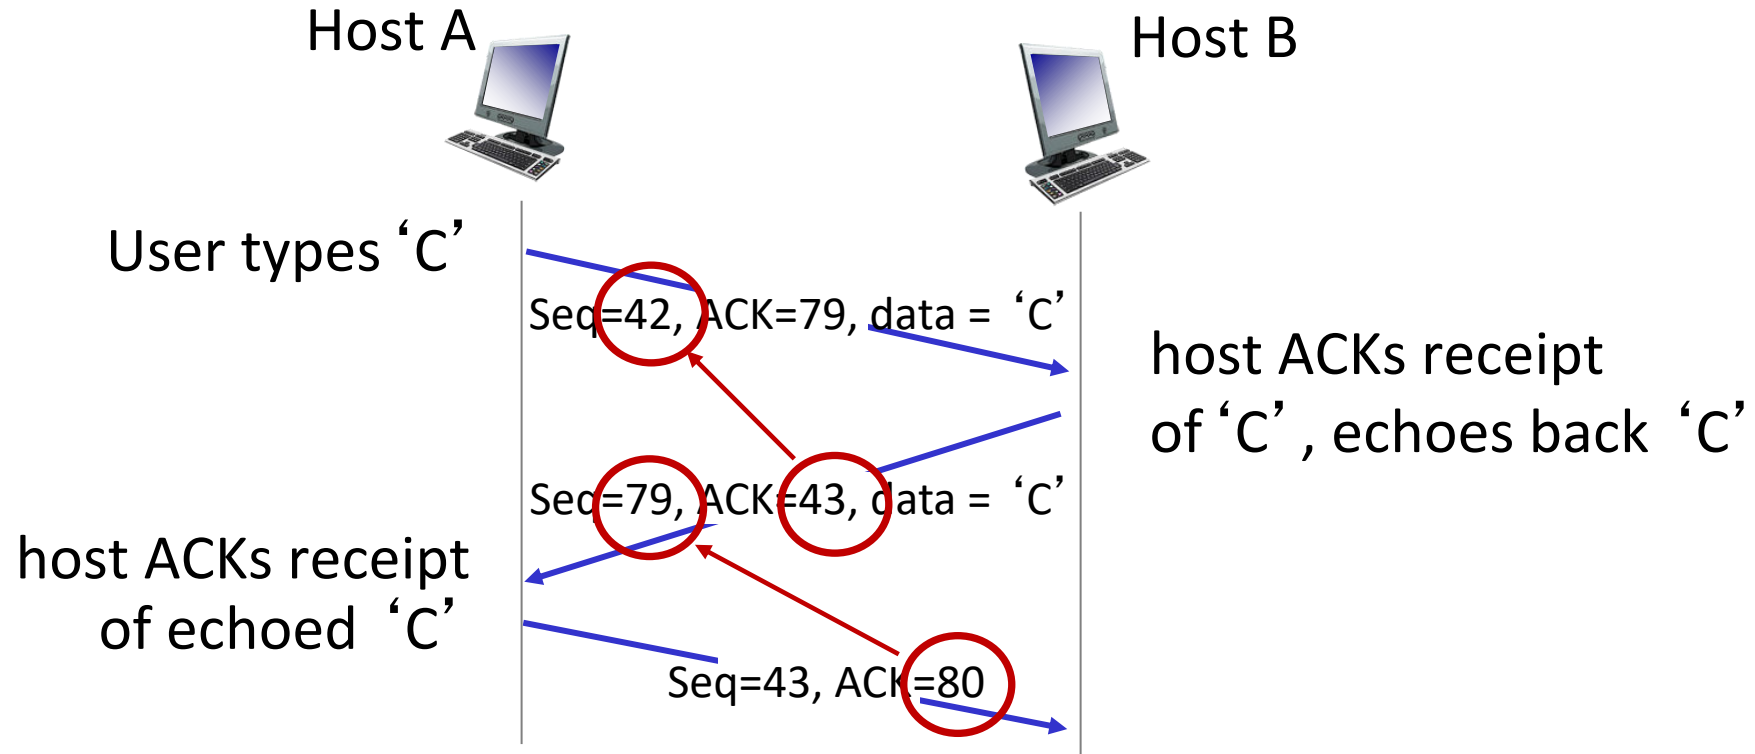 Host A
Host B
User types ‘C’
Seq=42, ACK=79, data = ‘C’
host ACKs receipt
of ‘C’, echoes back ‘C’
Seq=79, ACK=43, data = ‘C’
host ACKs receipt
of echoed ‘C’
Seq=43, ACK=80